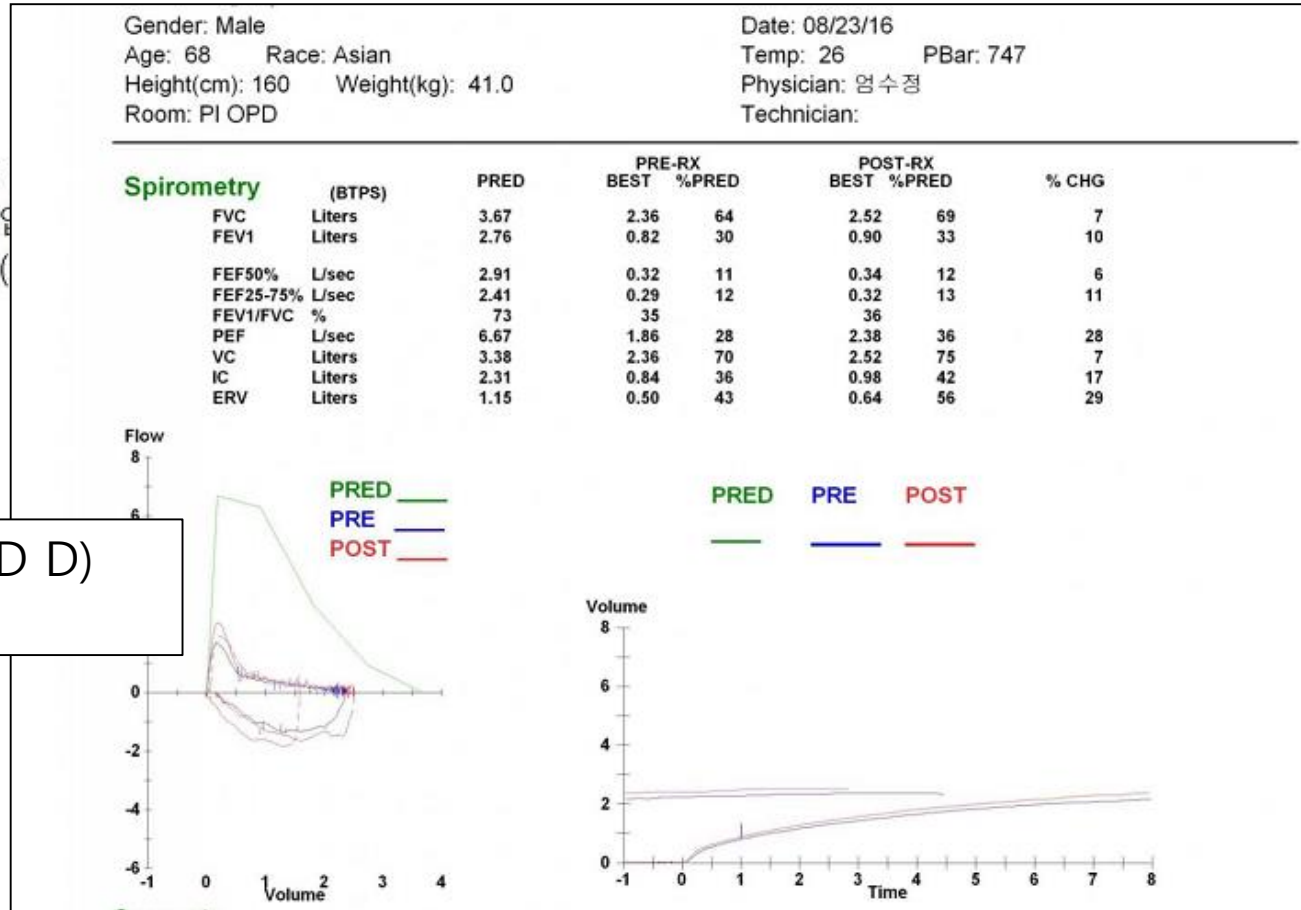 Gender: Male Date: 08/23/16
Age: 68 Race: Asian Temp: 26 PBar: 747
Height(cm): 160 Weight(kg): 41.0 Physician: 엄수정
Room: PI OPD Technician:
PRE-RX POST-RX
Spirometry (BTPS) PRED BEST %PRED BEST %PRED % CHG
FVC Liters 3.67 2.36 64 2.52 69 7
FEV1 Liters 2.76 0.82 30 0.90 33 10
FEF50% L/sec 2.91 0.32 11 0.34 12 6
FEF25-75% L/sec 2.41 0.29 12 0.32 13 11
FEV1/FVC % 73 35 36
PEF L/sec 6.67 1.86 28 2.38 36 28
VC Liters 3.38 2.36 70 2.52 75 7
IC Liters 2.31 0.84 36 0.98 42 17
ERV Liters 1.15 0.50 43 0.64 56 29
Flow
8
6
0
-2
-4
-6
-1 0 1 2 3 4
Volume
PRED
PRE
POST
D D)
PRED PRE POST
Volume
8
6
4
2
0
-1 0 1 2 3 4 5 6 7 8
Time